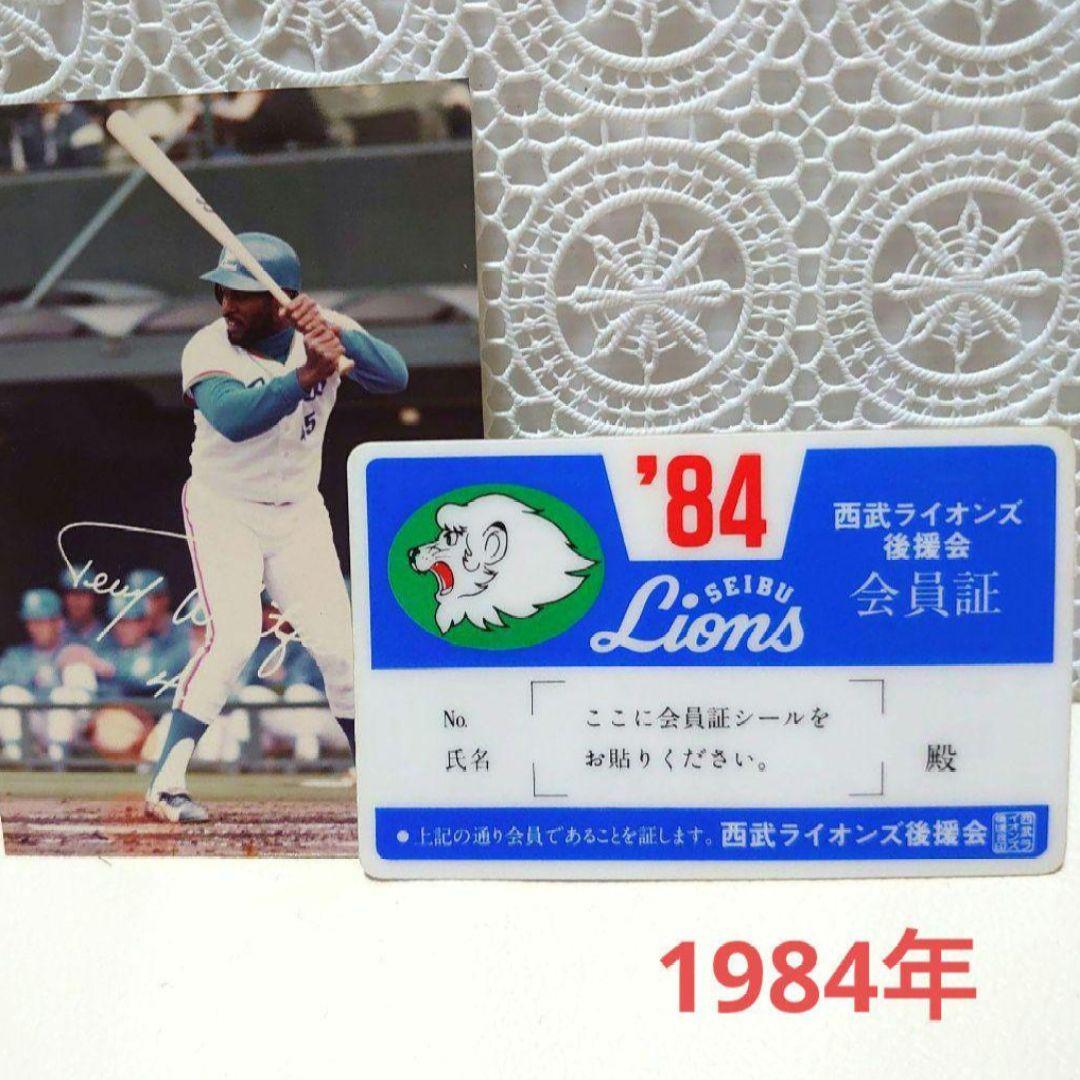 '84
西武ライオンズ
後援会
会員証
SEIBU
Lions
No.
氏名
ここに会員証シールを
お貼りください。
殿
●上記の通り会員であることを証します。西武ライオンズ後援会
1984年